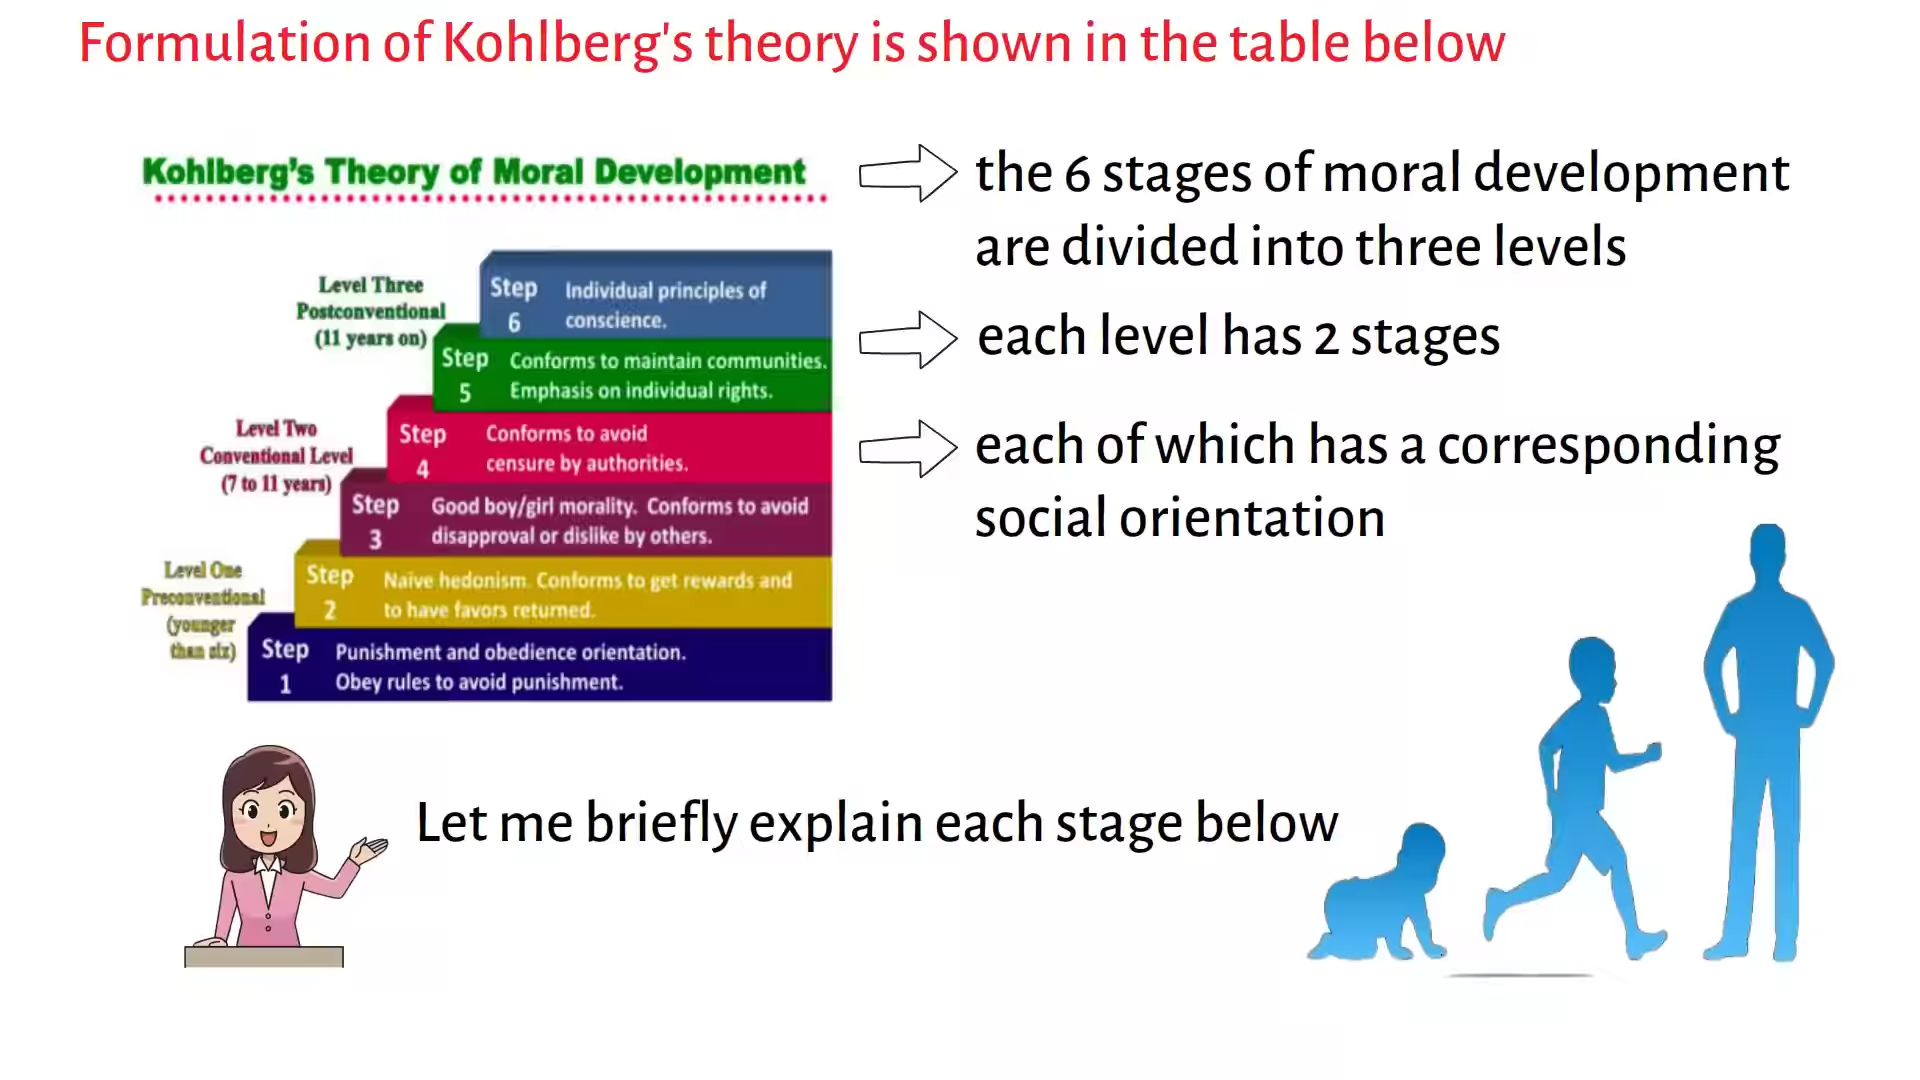 Formulation of Kohlberg's theory is shown in the table below
Kohlberg's Theory of Moral Development
Level Three
Postconventional
(11 years on)
Step 6
Individual principles of
conscience.
Step 5
Conforms to maintain communities.
Emphasis on individual rights.
Level Two
Conventional Level
(7 to 11 years)
Step 4
Conforms to avoid
censure by authorities.
Step 3
Good boy/girl morality. Conforms to avoid
disapproval or dislike by others.
Level One
Preconventional
(younger
than six)
Step 2
Naïve hedonism. Conforms to get rewards and
to have favors returned.
Step 1
Punishment and obedience orientation.
Obey rules to avoid punishment.
the 6 stages of moral development
are divided into three levels
each level has 2 stages
each of which has a corresponding
social orientation
Let me briefly explain each stage below